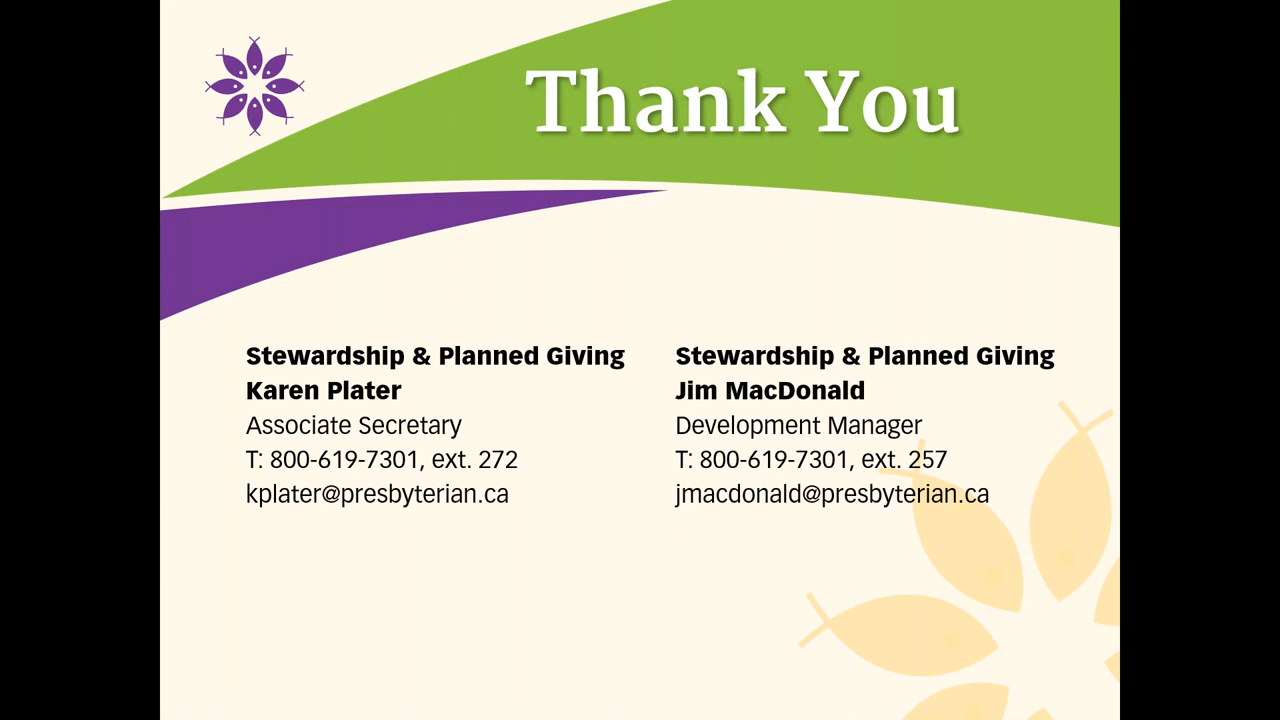 Thank You
Stewardship & Planned Giving
Karen Plater
Associate Secretary
T: 800-619-7301, ext. 272
kplater@presbyterian.ca
Stewardship & Planned Giving
Jim MacDonald
Development Manager
T: 800-619-7301, ext. 257
jmacdonald@presbyterian.ca